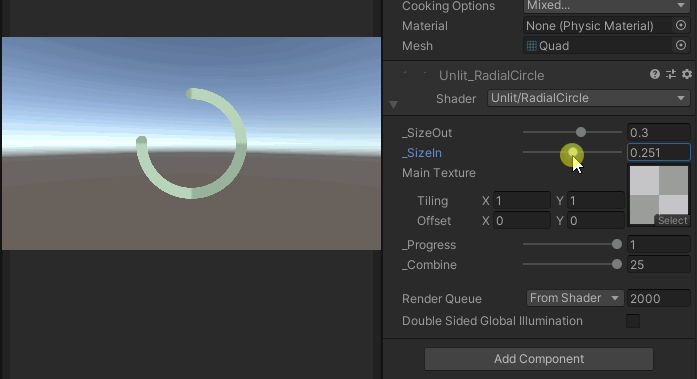 Cooking Options Mixed...
Material None (Physic Material)
Mesh Quad
Unlit_RadialCircle
Shader Unlit/RadialCircle
_SizeOut 0.3
_SizeIn 0.251
Main Texture
Tiling X 1 Y 1
Offset X 0 Y 0
Select
_Progress 1
_Combine 25
Render Queue From Shader 2000
Double Sided Global Illumination
Add Component